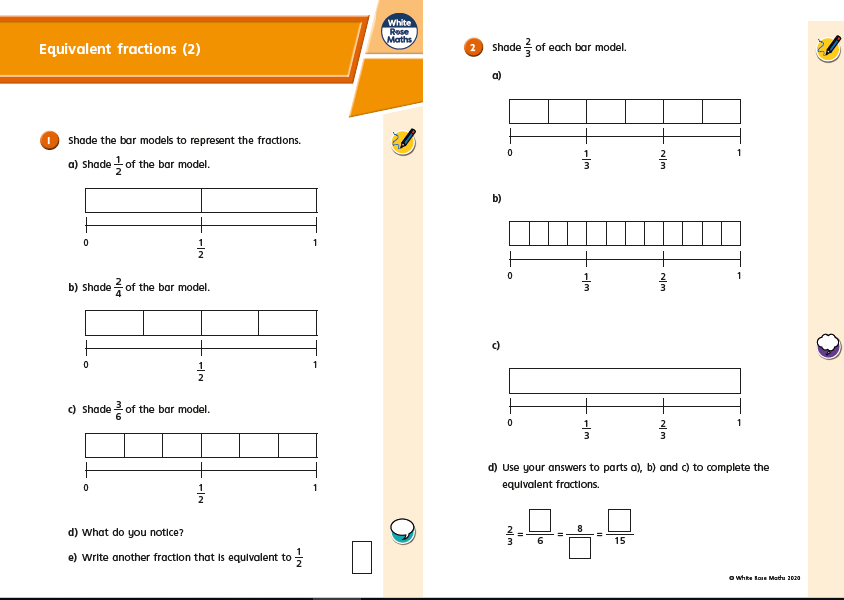 Equivalent fractions (2)
White
Rose
Maths
1 Shade the bar models to represent the fractions.
a) Shade 1/2 of the bar model.
0 1/2 1
b) Shade 2/4 of the bar model.
0 1/2 1
c) Shade 3/6 of the bar model.
0 1/2 1
d) What do you notice?
e) Write another fraction that is equivalent to 1/2
2 Shade 2/3 of each bar model.
a)
0 1/3 2/3 1
b)
0 1/3 2/3 1
c)
0 1/3 2/3 1
d) Use your answers to parts a), b) and c) to complete the
equivalent fractions.
2/3 = □/6 = 8/□ = □/15
© White Rose Maths 2020